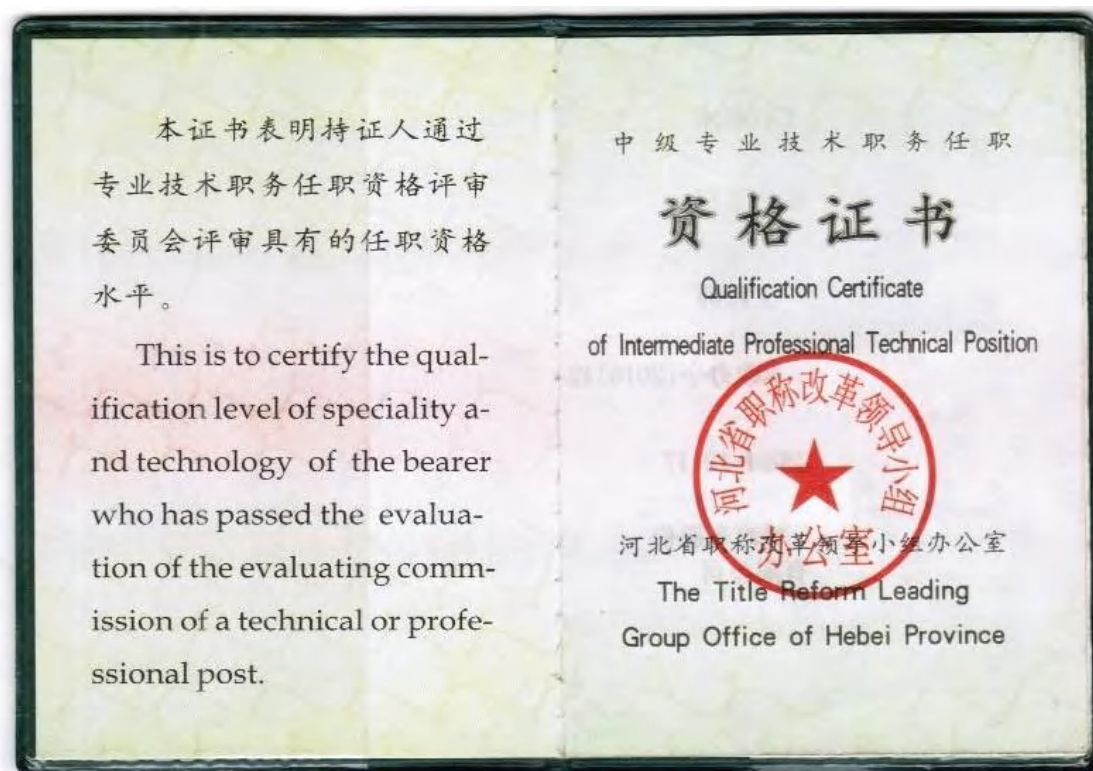 本证书表明持证人通过
专业技术职务任职资格评审
委员会评审具有的任职资格
水平。
This is to certify the qual-
ification level of speciality a-
nd technology of the bearer
who has passed the evalua-
tion of the evaluating comm-
ission of a technical or profe-
ssional post.
中级专业技术职务任职
资格证书
Qualification Certificate
of Intermediate Professional Technical Position
河北省职称改革领导小组
办公室
河北省职称改革领导小组办公室
The Title Reform Leading
Group Office of Hebei Province